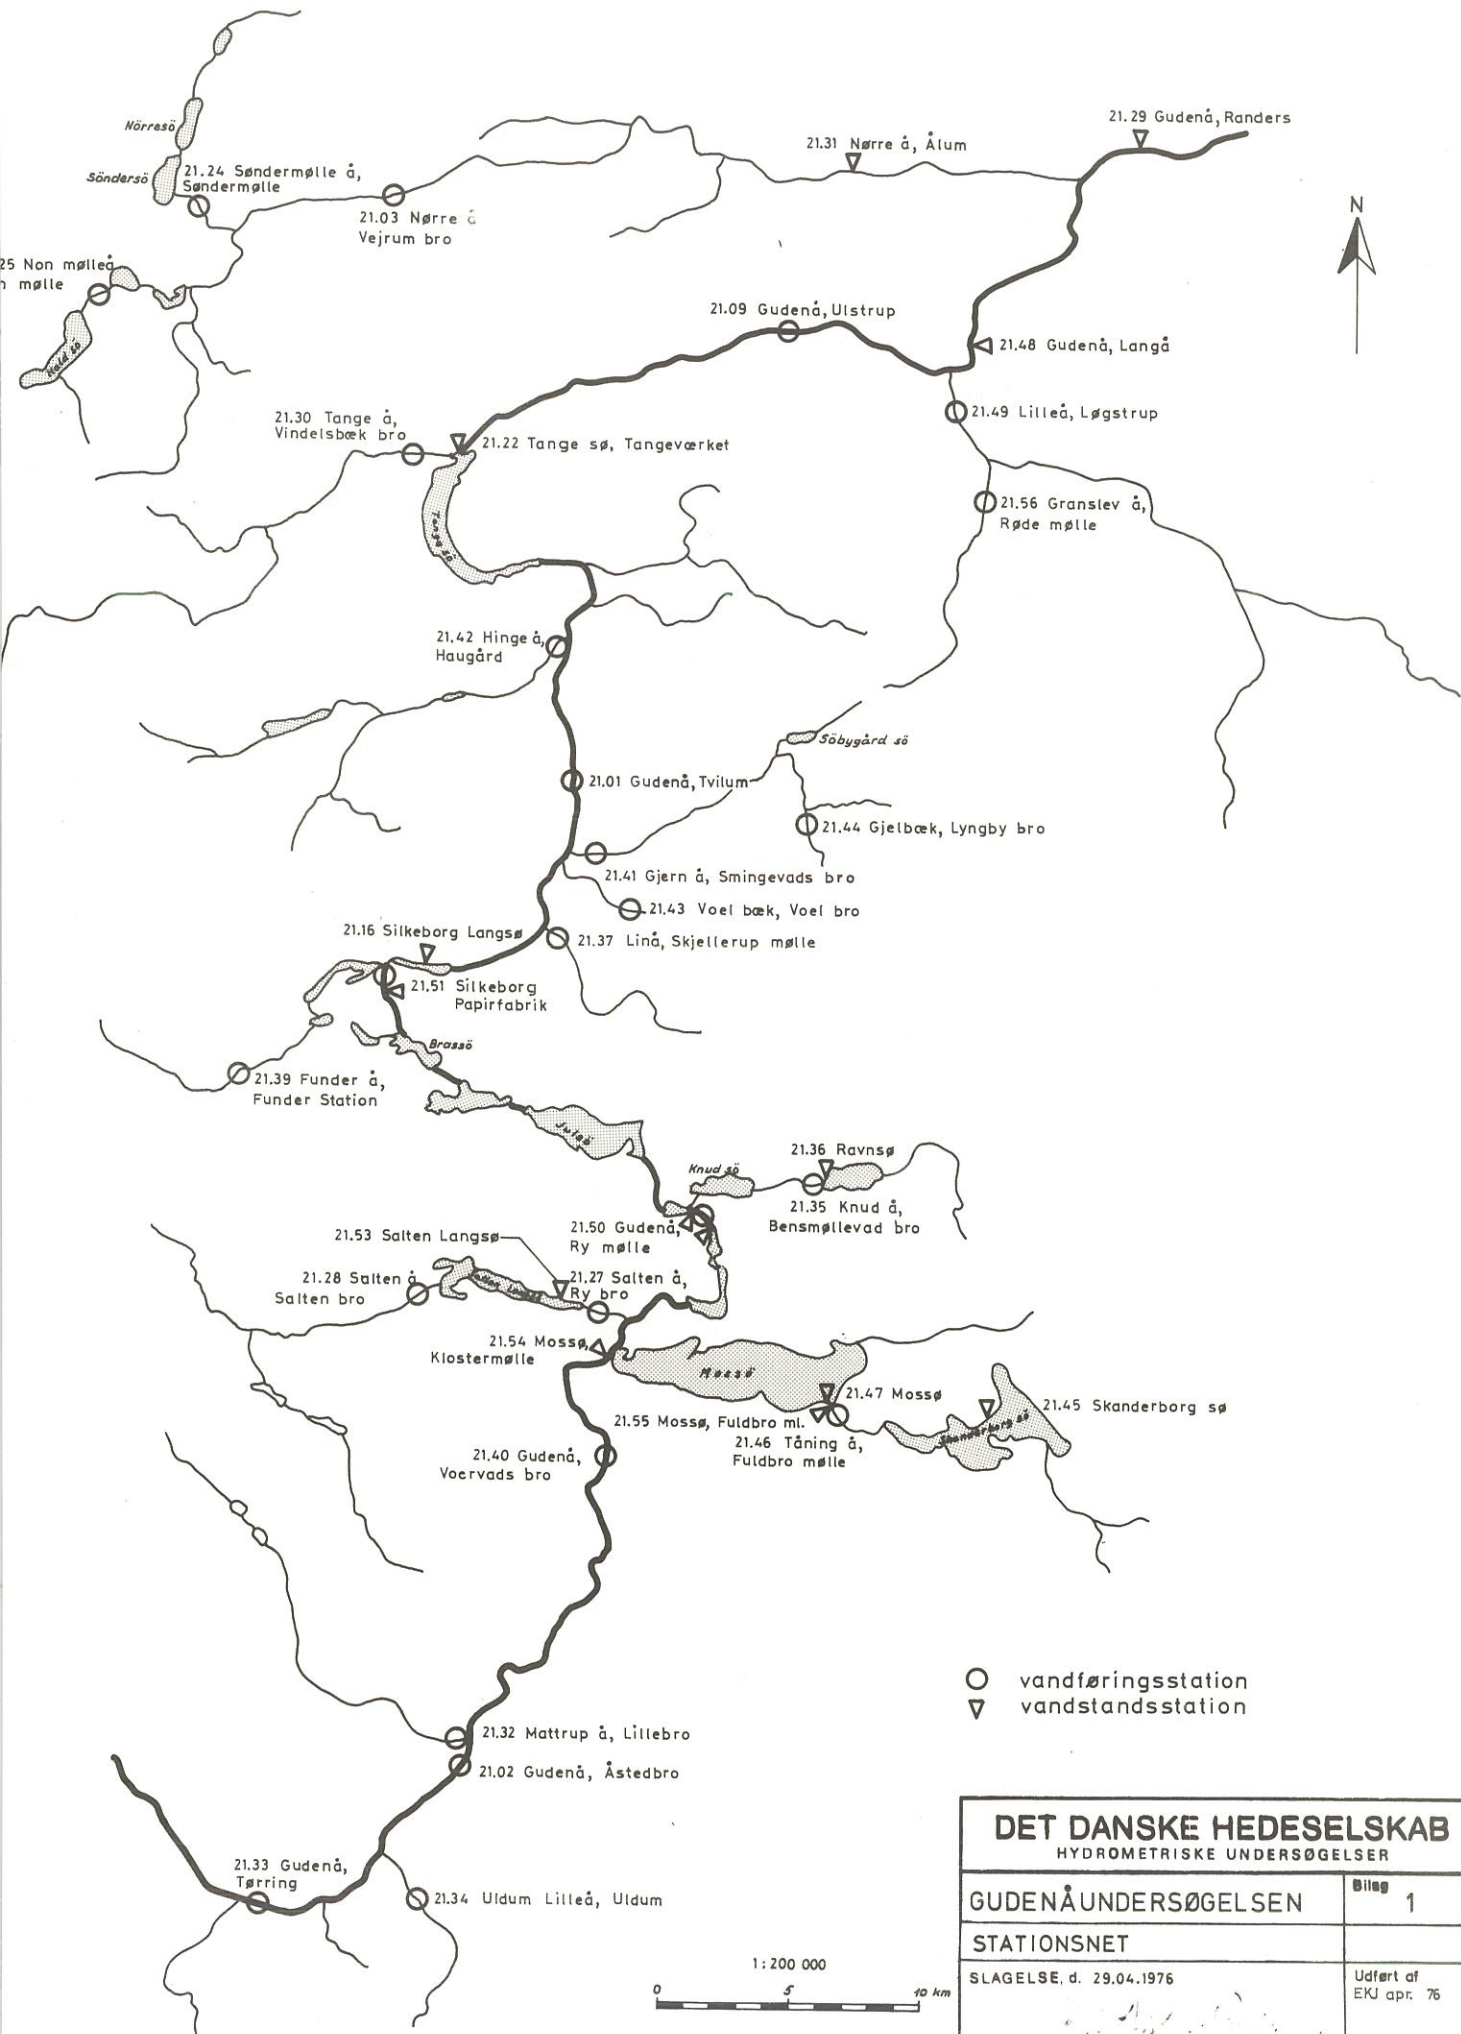 21.29 Gudenå, Randers
Nörresö
21.31 Nørre å, Ålum
Söndersö
21.24 Søndermølle å,
Søndermølle
21.03 Nørre å
Vejrum bro
N
25 Non mølleå
mølle
Hald sö
21.09 Gudenå, Ulstrup
21.48 Gudenå, Langå
21.49 Lilleå, Løgstrup
21.30 Tange å,
Vindelsbæk bro
21.22 Tange sø, Tangeværket
Tange sö
21.56 Granslev å,
Røde mølle
21.42 Hinge å,
Haugård
Söbygård sö
21.01 Gudenå, Tvilum
21.44 Gjelbæk, Lyngby bro
21.41 Gjern å, Smingevads bro
21.43 Voel bæk, Voel bro
21.16 Silkeborg Langsø
21.37 Linå, Skjellerup mølle
21.51 Silkeborg
Papirfabrik
Brassö
21.39 Funder å,
Funder Station
Julsö
21.36 Ravnsø
Knud sö
21.35 Knud å,
Bensmøllevad bro
21.50 Gudenå,
Ry mølle
21.53 Salten Langsø
21.28 Salten å
Salten bro
Salten Langsö
21.27 Salten å,
Ry bro
21.54 Mossø,
Klostermølle
Mossö
21.47 Mossø
21.55 Mossø, Fuldbro ml.
21.46 Tåning å,
Fuldbro mølle
Skanderborg sö
21.45 Skanderborg sø
21.40 Gudenå,
Voervads bro
vandføringsstation
vandstandsstation
21.32 Mattrup å, Lillebro
21.02 Gudenå, Åstedbro
21.33 Gudenå,
Tørring
21.34 Uldum Lilleå, Uldum
1:200 000
0 5 10 km
DET DANSKE HEDESELSKAB
HYDROMETRISKE UNDERSØGELSER
GUDENÅUNDERSØGELSEN
Bilag 1
STATIONSNET
SLAGELSE, d. 29.04.1976
Udført af
EKJ apr. 76